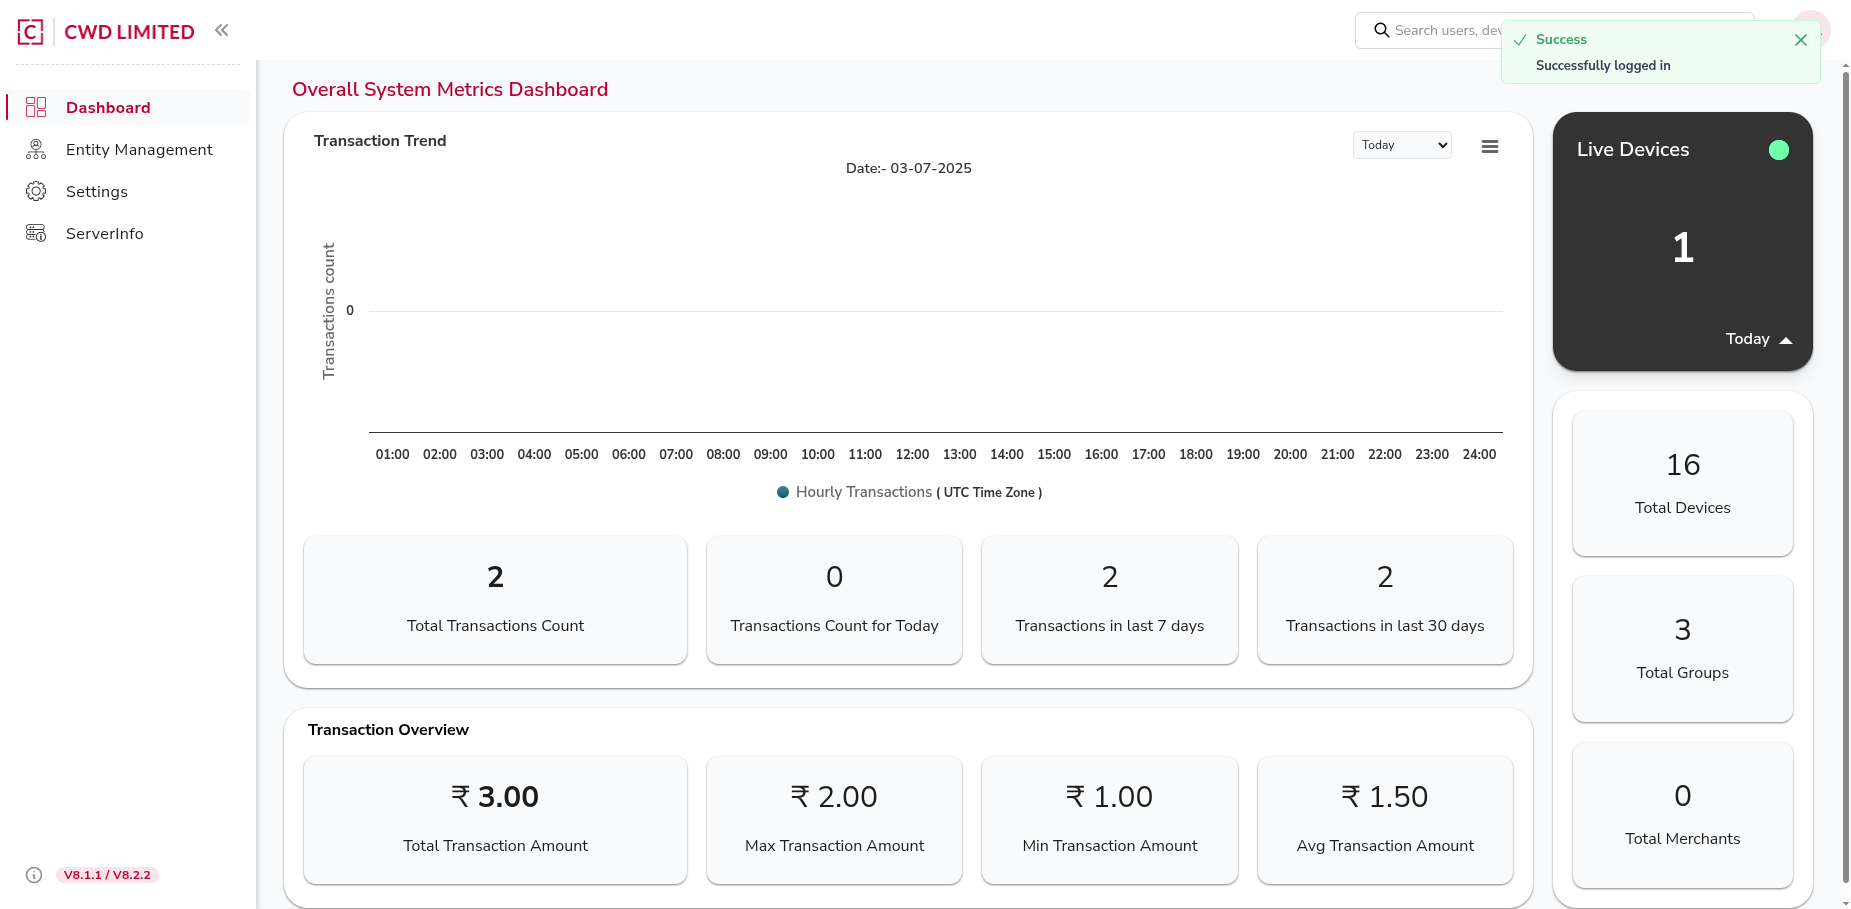 CWD LIMITED
Search users, dev
Success
Successfully logged in
Dashboard
Entity Management
Settings
ServerInfo
V8.1.1 / V8.2.2
Overall System Metrics Dashboard
Transaction Trend
Today
Date:- 03-07-2025
Transactions count
0
01:00 02:00 03:00 04:00 05:00 06:00 07:00 08:00 09:00 10:00 11:00 12:00 13:00 14:00 15:00 16:00 17:00 18:00 19:00 20:00 21:00 22:00 23:00 24:00
Hourly Transactions ( UTC Time Zone )
2
Total Transactions Count
0
Transactions Count for Today
2
Transactions in last 7 days
2
Transactions in last 30 days
Transaction Overview
₹ 3.00
Total Transaction Amount
₹ 2.00
Max Transaction Amount
₹ 1.00
Min Transaction Amount
₹ 1.50
Avg Transaction Amount
Live Devices
1
Today
16
Total Devices
3
Total Groups
0
Total Merchants